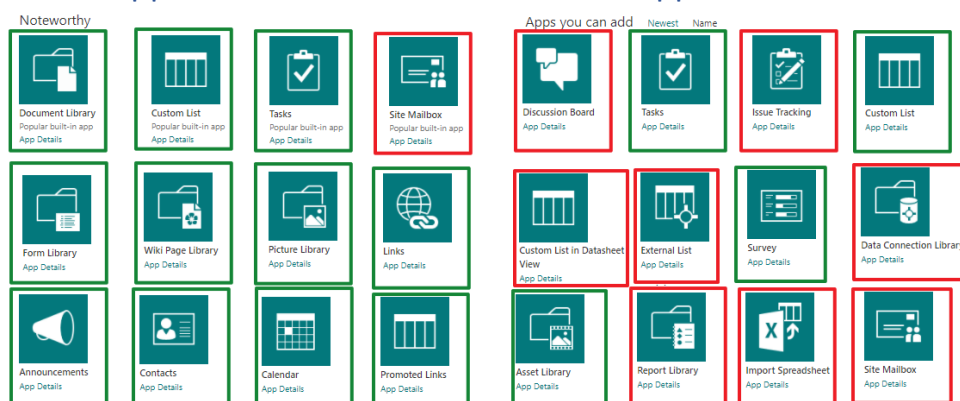 Noteworthy
Document Library
Popular built-in app
App Details
Custom List
Popular built-in app
App Details
Tasks
Popular built-in app
App Details
Site Mailbox
Popular built-in app
App Details
Form Library
App Details
Wiki Page Library
App Details
Picture Library
App Details
Links
App Details
Announcements
App Details
Contacts
App Details
Calendar
App Details
Promoted Links
App Details
Apps you can add Newest Name
Discussion Board
App Details
Tasks
App Details
Issue Tracking
App Details
Custom List
App Details
Custom List in Datasheet
View
App Details
External List
App Details
Survey
App Details
Data Connection Library
App Details
Asset Library
App Details
Report Library
App Details
Import Spreadsheet
App Details
Site Mailbox
App Details